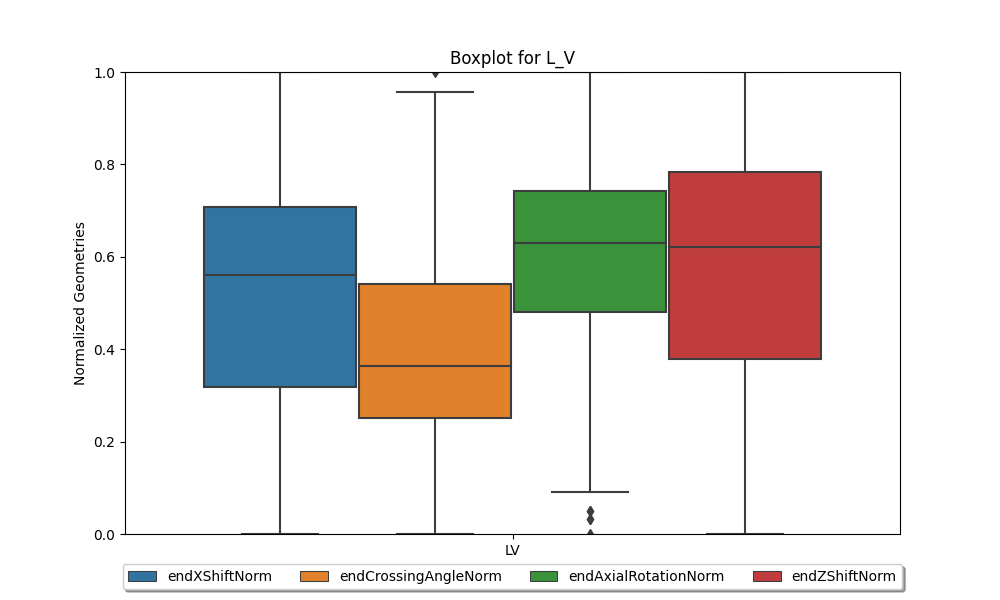 Boxplot for L_V
1.0
0.8
0.6
0.4
0.2
0.0
Normalized Geometries
LV
endXShiftNorm endCrossingAngleNorm endAxialRotationNorm endZShiftNorm